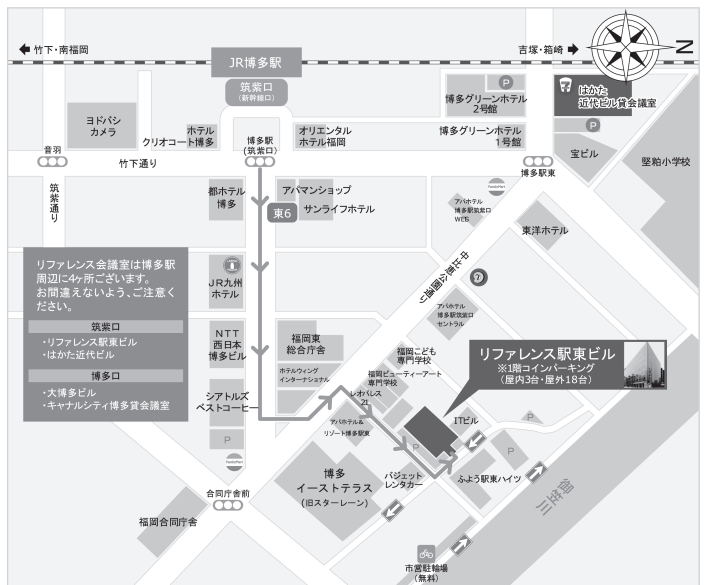 竹下・南福岡
JR博多駅
吉塚・箱崎
N
筑紫口
(新幹線口)
P
博多グリーンホテル
2号館
はかた
近代ビル貸会議室
ヨドバシ
カメラ
ホテル
クリオコート博多
博多駅
(筑紫口)
オリエンタル
ホテル福岡
博多グリーンホテル
1号館
P
宝ビル
堅粕小学校
音羽
竹下通り
博多駅東
筑紫通り
都ホテル
博多
アパマンショップ
東6
サンライフホテル
FamilyMart
アパホテル
博多駅筑紫口
WEB
東洋ホテル
中比恵公園通り
リファレンス会議室は博多駅
周辺に4ヶ所ございます。
お間違えないよう、ご注意く
ださい。
筑紫口
・リファレンス駅東ビル
・はかた近代ビル
博多口
・大博多ビル
・キャナルシティ博多貸会議室
JR九州
ホテル
アパホテル
博多駅筑紫口
セントラル
NTT
西日本
博多ビル
福岡東
総合庁舎
福岡こども
専門学校
リファレンス駅東ビル
※1階コインパーキング
(屋内3台・屋外18台)
ホテルウィング
インターナショナル
福岡ビューティーアート
専門学校
シアトルズ
ベストコーヒー
レオパレス
21
アパホテル&
リゾート博多駅東
ITビル
P
P
P
P
FamilyMart
博多
イーストテラス
(旧スターレーン)
バジェット
レンタカー
ふよう駅東ハイツ
御笠川
合同庁舎前
福岡合同庁舎
市営駐輪場
(無料)